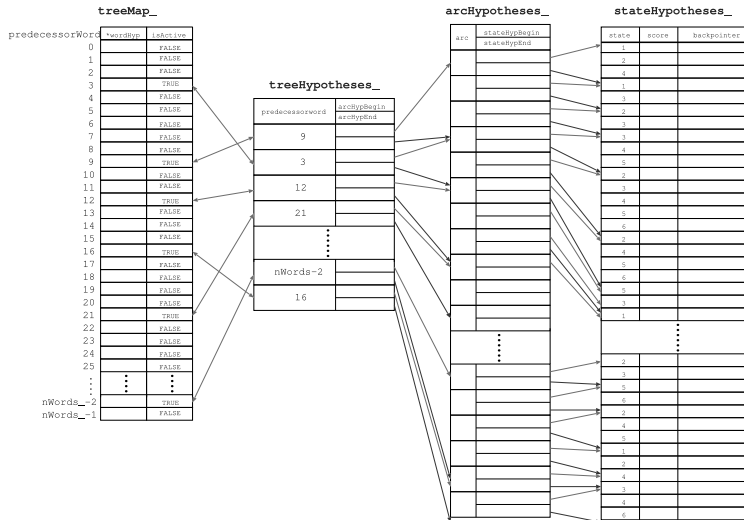 treeMap_
predecessorWord *wordHyp isActive
0 FALSE
1 FALSE
2 FALSE
3 TRUE
4 FALSE
5 FALSE
6 FALSE
7 FALSE
8 FALSE
9 TRUE
10 FALSE
11 FALSE
12 TRUE
13 FALSE
14 FALSE
15 FALSE
16 TRUE
17 FALSE
18 FALSE
19 FALSE
20 FALSE
21 TRUE
22 FALSE
23 FALSE
24 FALSE
25 FALSE
nWords_-2 TRUE
nWords_-1 FALSE
treeHypotheses_
predecessorword arcHypBegin
arcHypEnd
9
3
12
21
nWords-2
16
arcHypotheses_
arc stateHypBegin
stateHypEnd
stateHypotheses_
state score backpointer
1
2
4
1
3
2
3
3
4
5
2
3
4
5
6
2
4
5
6
5
3
1
2
3
5
6
2
4
5
1
2
4
3
4
6